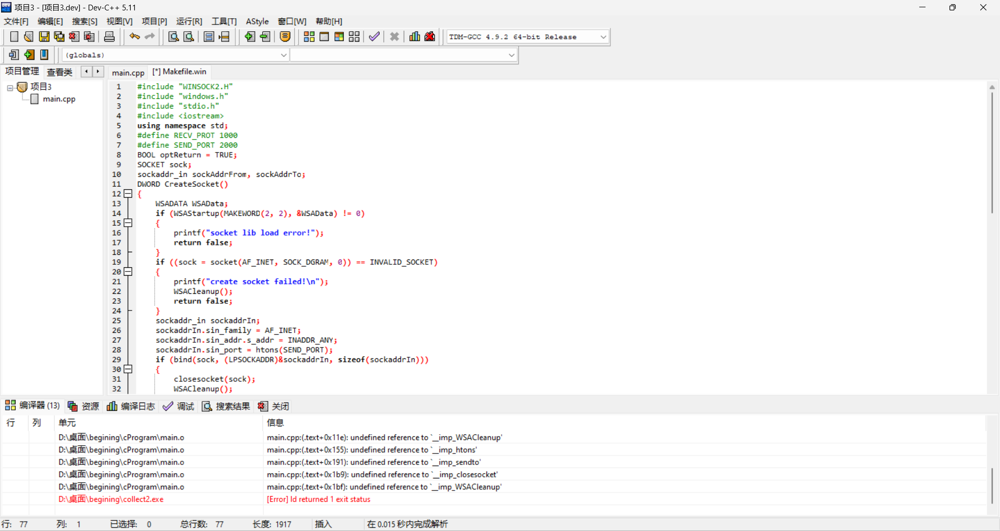 项目3 - [项目3.dev] - Dev-C++ 5.11
文件[F] 编辑[E] 搜索[S] 视图[V] 项目[P] 运行[R] 工具[T] AStyle 窗口[W] 帮助[H]
TDM-GCC 4.9.2 64-bit Release
(globals)
项目管理 查看类 main.cpp [*] Makefile.win
项目3
main.cpp
1 #include "WINSOCK2.H"
2 #include "windows.h"
3 #include "stdio.h"
4 #include <iostream>
5 using namespace std;
6 #define RECV_PROT 1000
7 #define SEND_PORT 2000
8 BOOL optReturn = TRUE;
9 SOCKET sock;
10 sockaddr_in sockAddrFrom, sockAddrTo;
11 DWORD CreateSocket()
12 {
13 WSADATA WSAData;
14 if (WSAStartup(MAKEWORD(2, 2), &WSAData) != 0)
15 {
16 printf("socket lib load error!");
17 return false;
18 }
19 if ((sock = socket(AF_INET, SOCK_DGRAM, 0)) == INVALID_SOCKET)
20 {
21 printf("create socket failed!\n");
22 WSACleanup();
23 return false;
24 }
25 sockaddr_in sockaddrIn;
26 sockaddrIn.sin_family = AF_INET;
27 sockaddrIn.sin_addr.s_addr = INADDR_ANY;
28 sockaddrIn.sin_port = htons(SEND_PORT);
29 if (bind(sock, (LPSOCKADDR)&sockaddrIn, sizeof(sockaddrIn)))
30 {
31 closesocket(sock);
32 WSACleanup();
编译器 (13) 资源 编译日志 调试 搜索结果 关闭
行 列 单元 信息
D:\桌面\begining\cProgram\main.o main.cpp:(.text+0x11e): undefined reference to `__imp_WSACleanup'
D:\桌面\begining\cProgram\main.o main.cpp:(.text+0x155): undefined reference to `__imp_htons'
D:\桌面\begining\cProgram\main.o main.cpp:(.text+0x191): undefined reference to `__imp_sendto'
D:\桌面\begining\cProgram\main.o main.cpp:(.text+0x1b9): undefined reference to `__imp_closesocket'
D:\桌面\begining\cProgram\main.o main.cpp:(.text+0x1bf): undefined reference to `__imp_WSACleanup'
D:\桌面\begining\collect2.exe [Error] ld returned 1 exit status
行: 77 列: 1 已选择: 0 总行数: 77 长度: 1917 插入 在 0.015 秒内完成解析